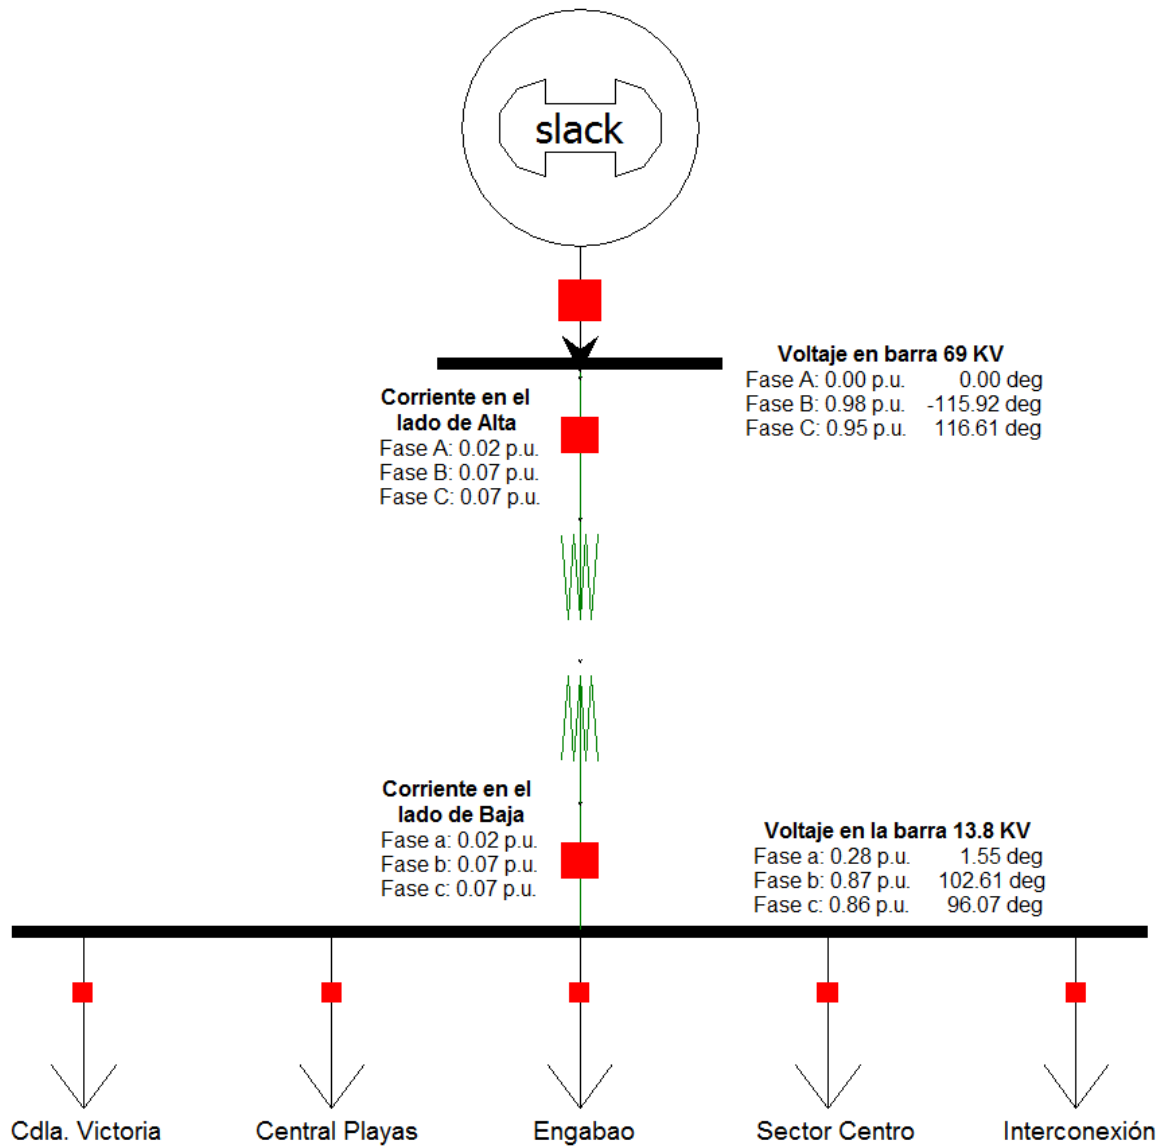 slack
Voltaje en barra 69 KV
Fase A: 0.00 p.u. 0.00 deg
Fase B: 0.98 p.u. -115.92 deg
Fase C: 0.95 p.u. 116.61 deg
Corriente en el
lado de Alta
Fase A: 0.02 p.u.
Fase B: 0.07 p.u.
Fase C: 0.07 p.u.
Corriente en el
lado de Baja
Fase a: 0.02 p.u.
Fase b: 0.07 p.u.
Fase c: 0.07 p.u.
Voltaje en la barra 13.8 KV
Fase a: 0.28 p.u. 1.55 deg
Fase b: 0.87 p.u. 102.61 deg
Fase c: 0.86 p.u. 96.07 deg
Cdla. Victoria
Central Playas
Engabao
Sector Centro
Interconexión